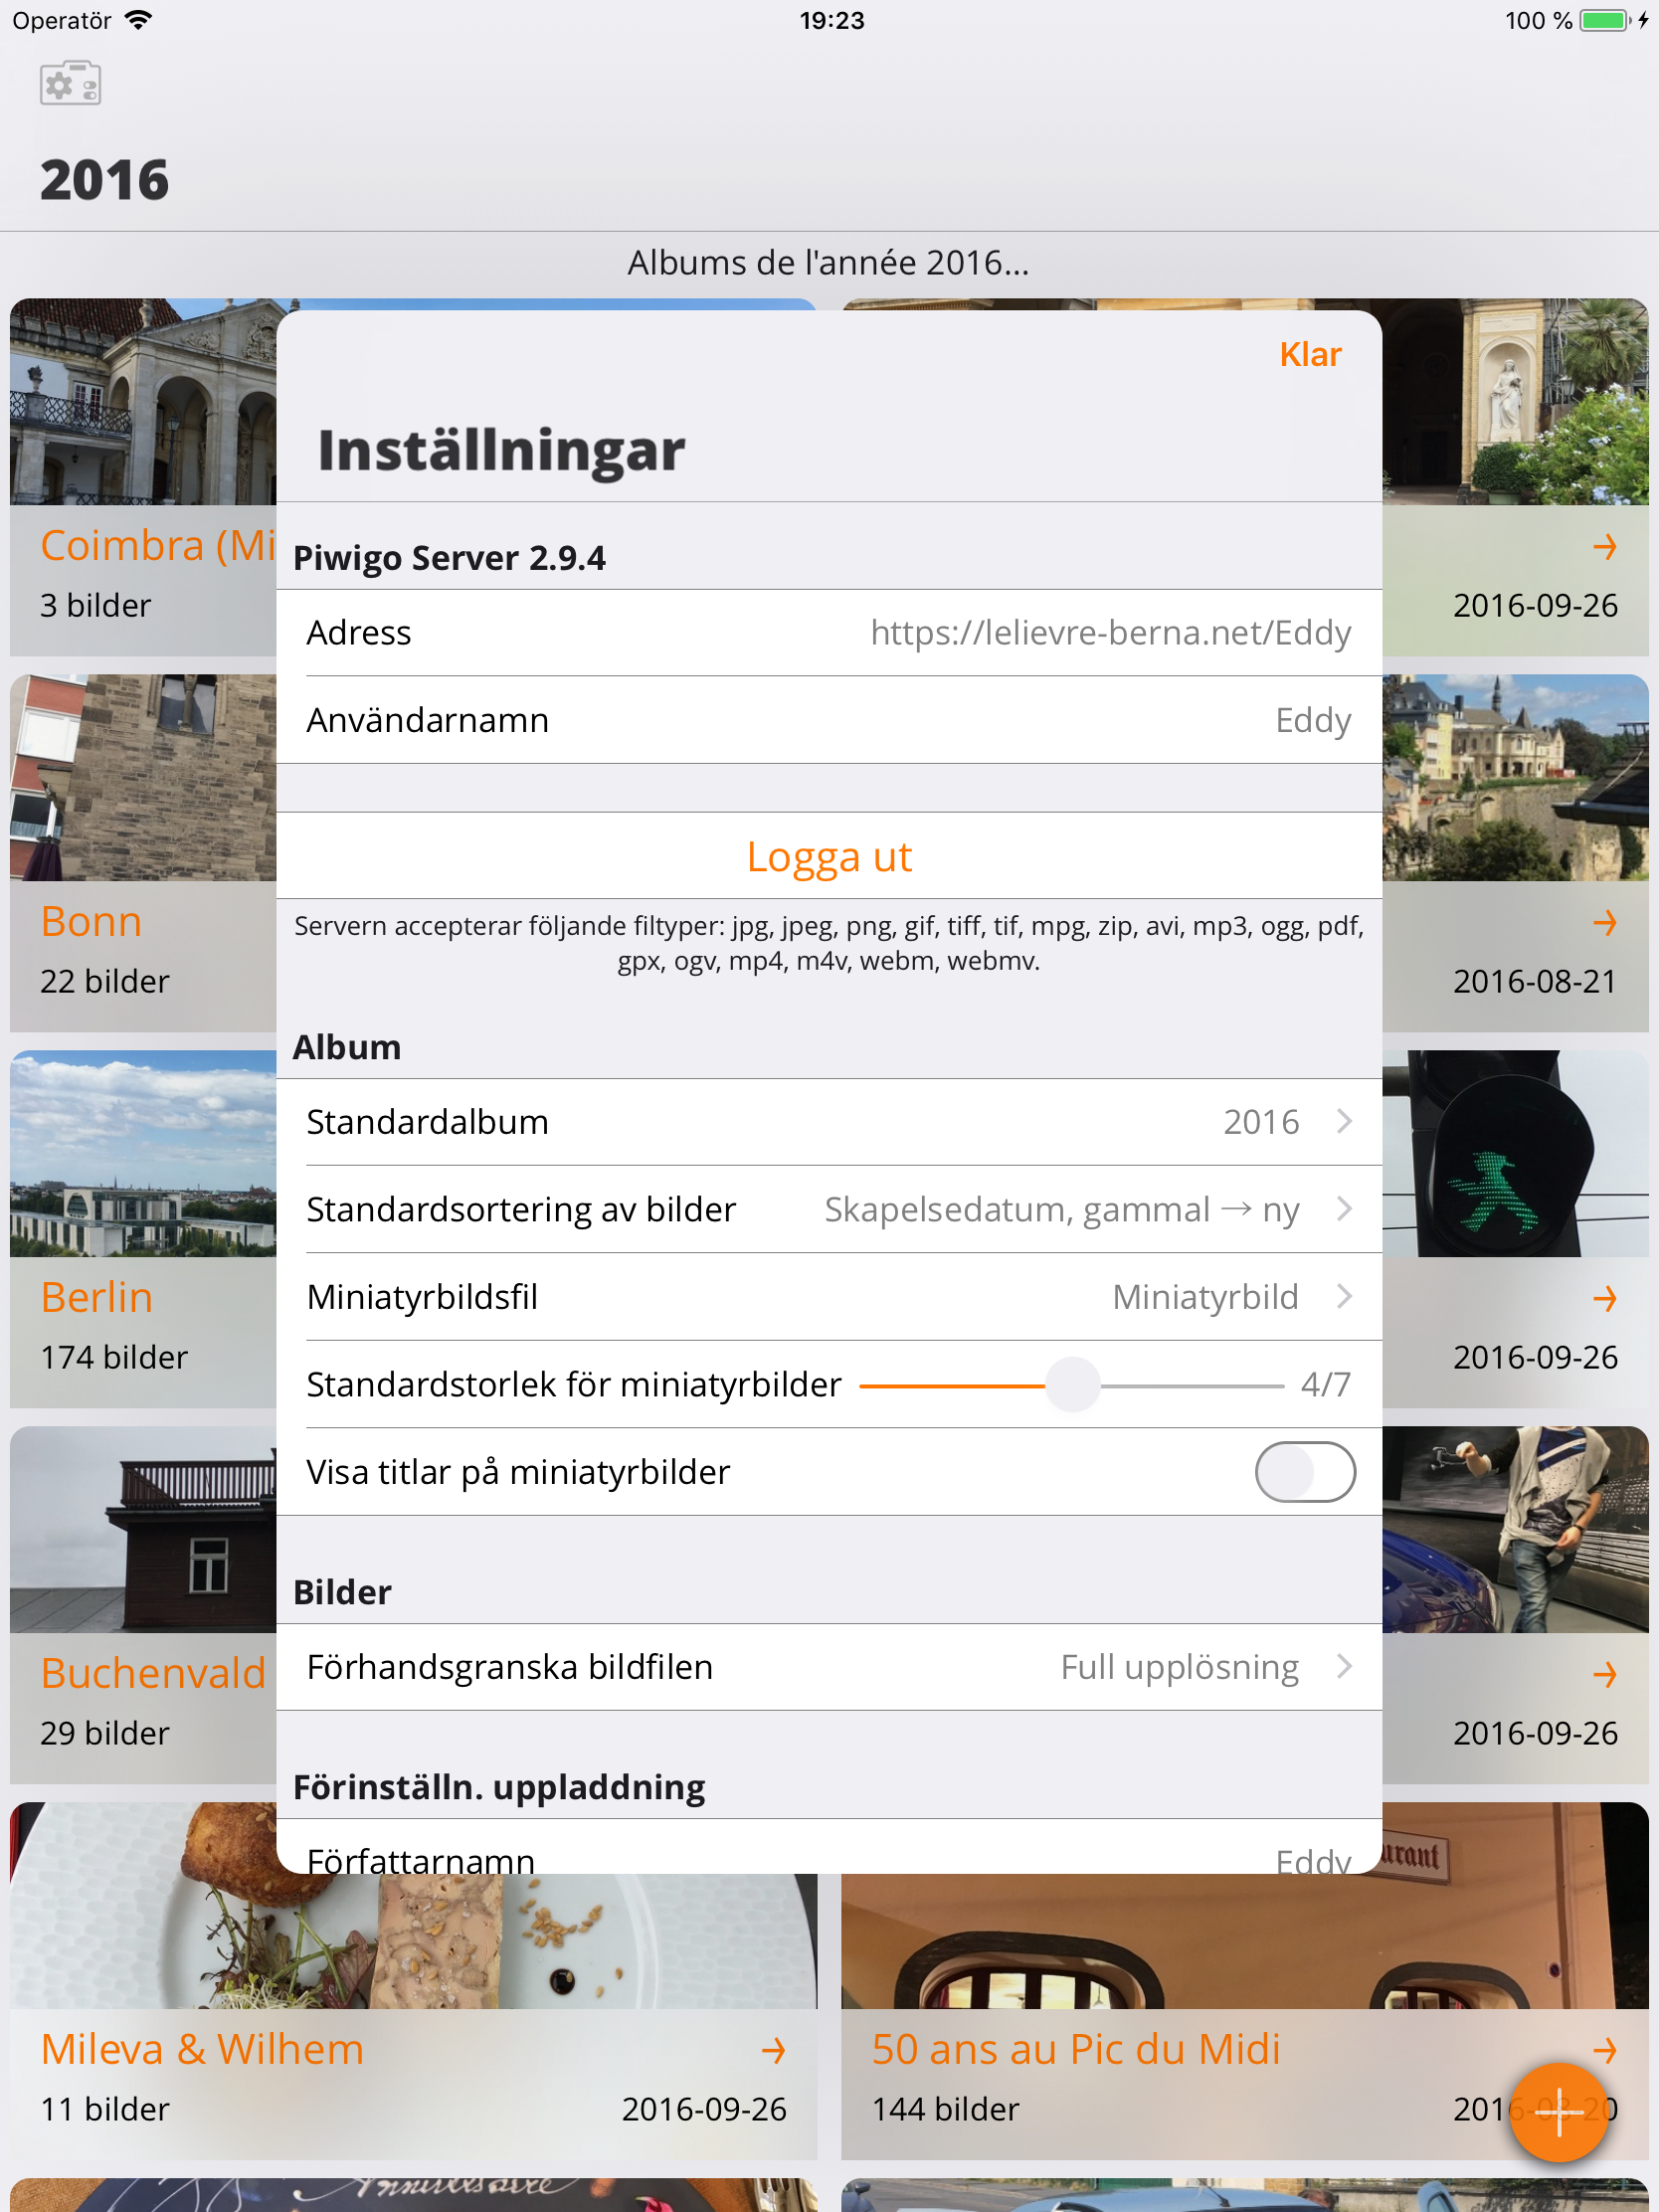 Operatör
19:23
100 %
2016
Albums de l'année 2016...
Klar
Inställningar
Piwigo Server 2.9.4
Adress https://lelievre-berna.net/Eddy
Användarnamn Eddy
Logga ut
Servern accepterar följande filtyper: jpg, jpeg, png, gif, tiff, tif, mpg, zip, avi, mp3, ogg, pdf,
gpx, ogv, mp4, m4v, webm, webmv.
Album
Standardalbum 2016
Standardsortering av bilder Skapelsedatum, gammal → ny
Miniatyrbildsfil Miniatyrbild
Standardstorlek för miniatyrbilder 4/7
Visa titlar på miniatyrbilder
Bilder
Förhandsgranska bildfilen Full upplösning
Förinställn. uppladdning
Författarnamn Eddy
Coimbra (Mi
3 bilder
2016-09-26
Bonn
22 bilder
2016-08-21
Berlin
174 bilder
2016-09-26
Buchenvald
29 bilder
2016-09-26
Mileva & Wilhem
11 bilder 2016-09-26
50 ans au Pic du Midi
144 bilder